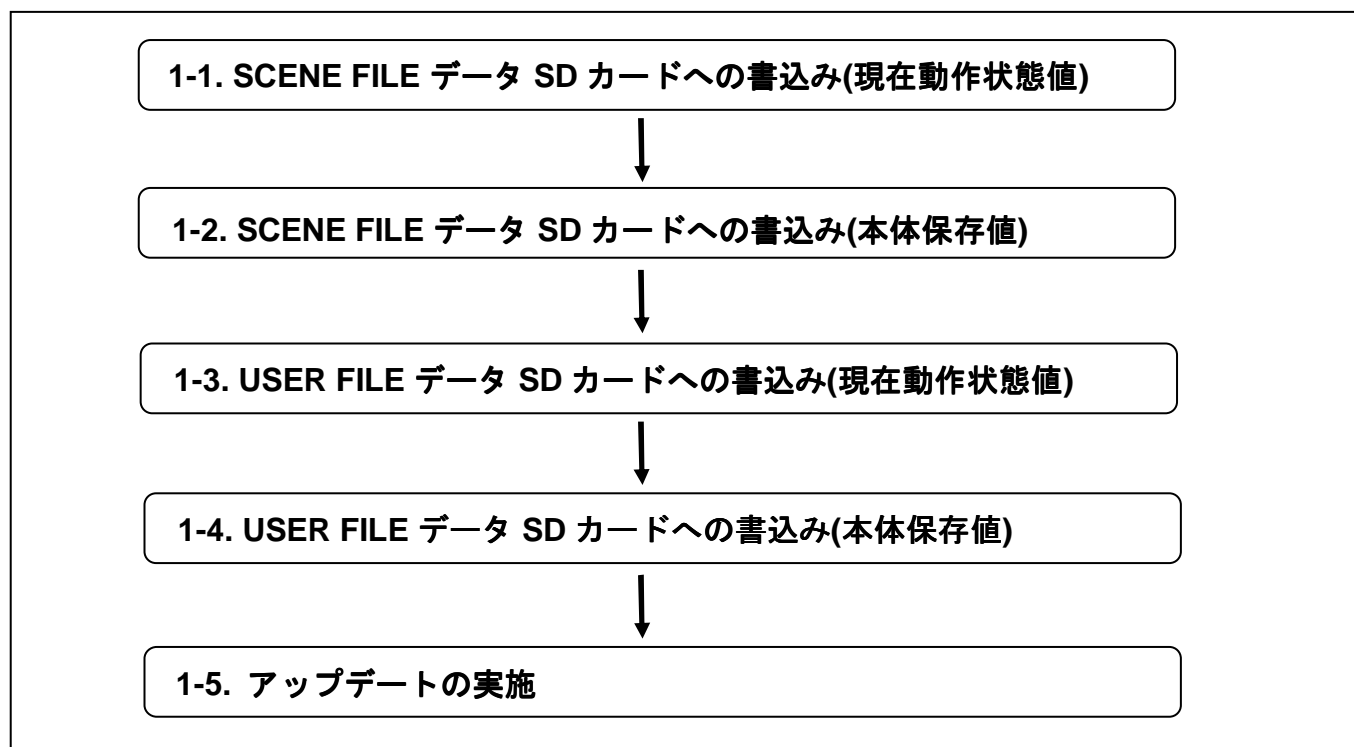 1-1. SCENE FILE データ SD カードへの書込み(現在動作状態値)
1-2. SCENE FILE データ SD カードへの書込み(本体保存値)
1-3. USER FILE データ SD カードへの書込み(現在動作状態値)
1-4. USER FILE データ SD カードへの書込み(本体保存値)
1-5. アップデートの実施